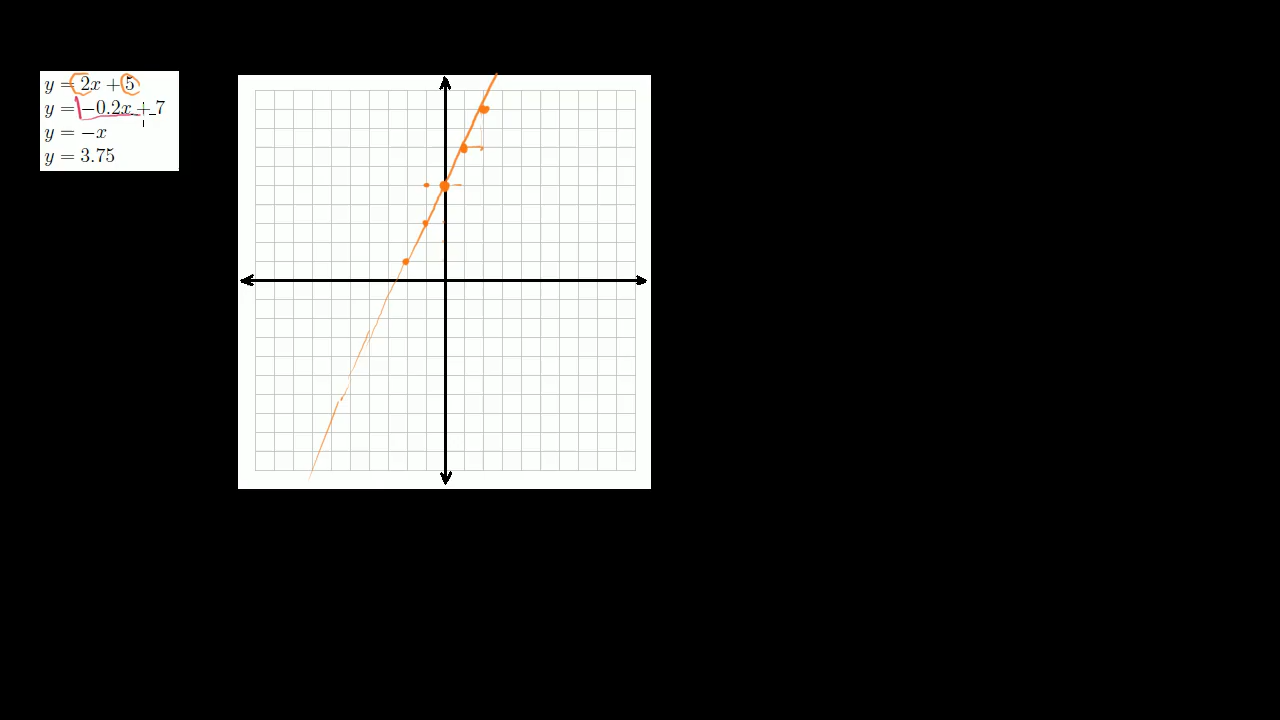 y = 2x + 5
y = −0.2x + 7
y = −x
y = 3.75